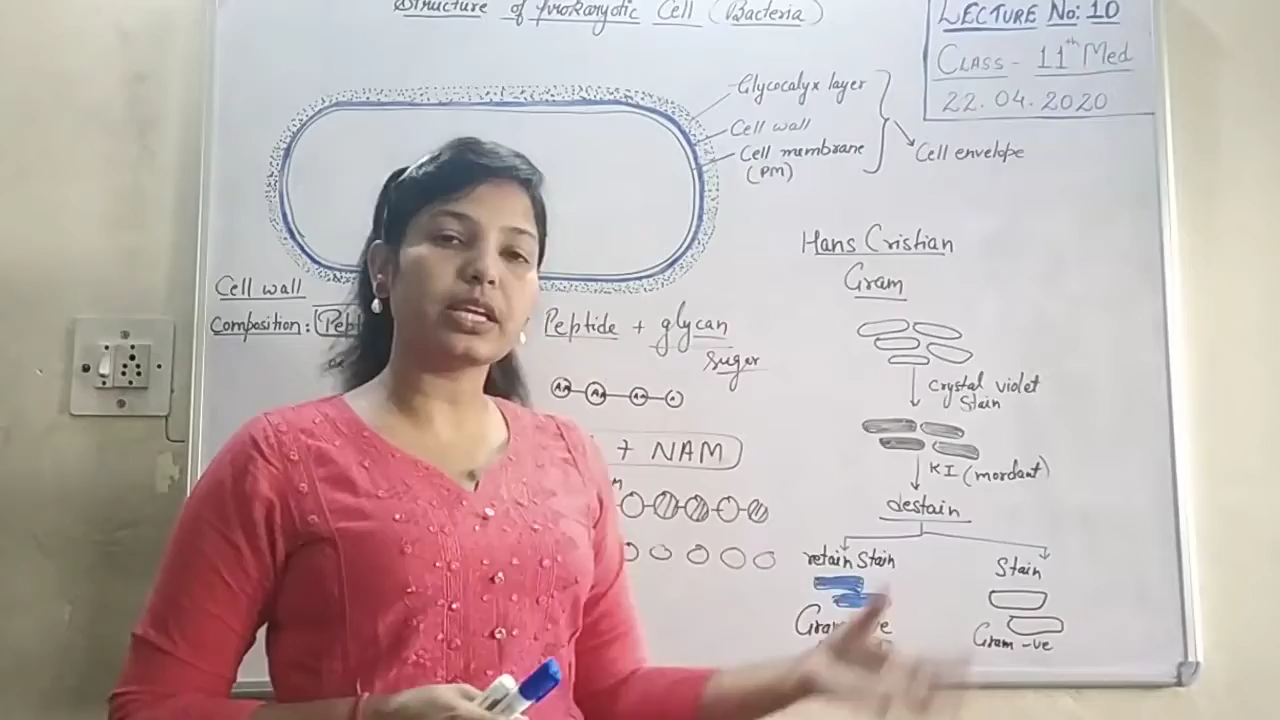 Structure of Prokaryotic Cell (Bacteria)
LECTURE No: 10
CLASS - 11th Med
22.04.2020
Glycocalyx layer
Cell wall
Cell membrane
(PM)
Cell envelope
Hans Cristian
Gram
Cell wall
Composition: Pept
Peptide + glycan
sugar
+ NAM
Crystal violet
Stain
KI (mordant)
destain
retain stain
Stain
Gram -ve